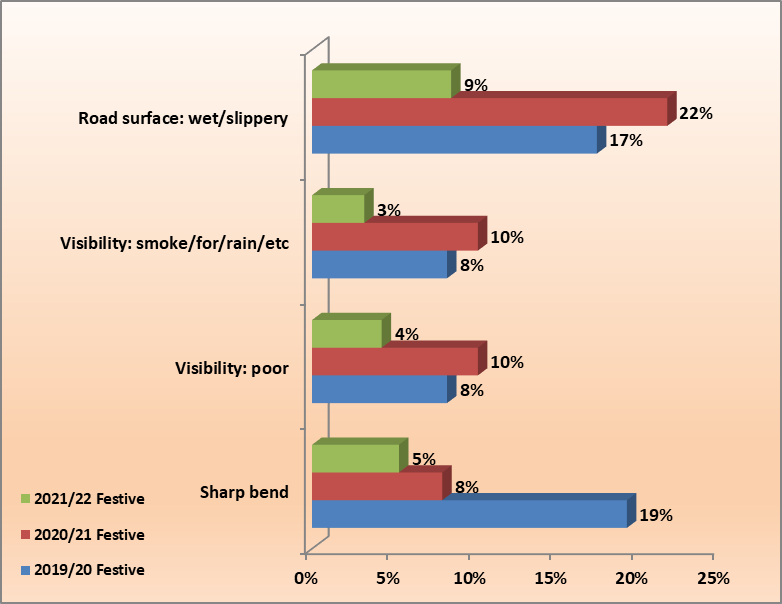 Road surface: wet/slippery
9%
22%
17%
Visibility: smoke/for/rain/etc
3%
10%
8%
Visibility: poor
4%
10%
8%
Sharp bend
5%
8%
19%
2021/22 Festive
2020/21 Festive
2019/20 Festive
0% 5% 10% 15% 20% 25%